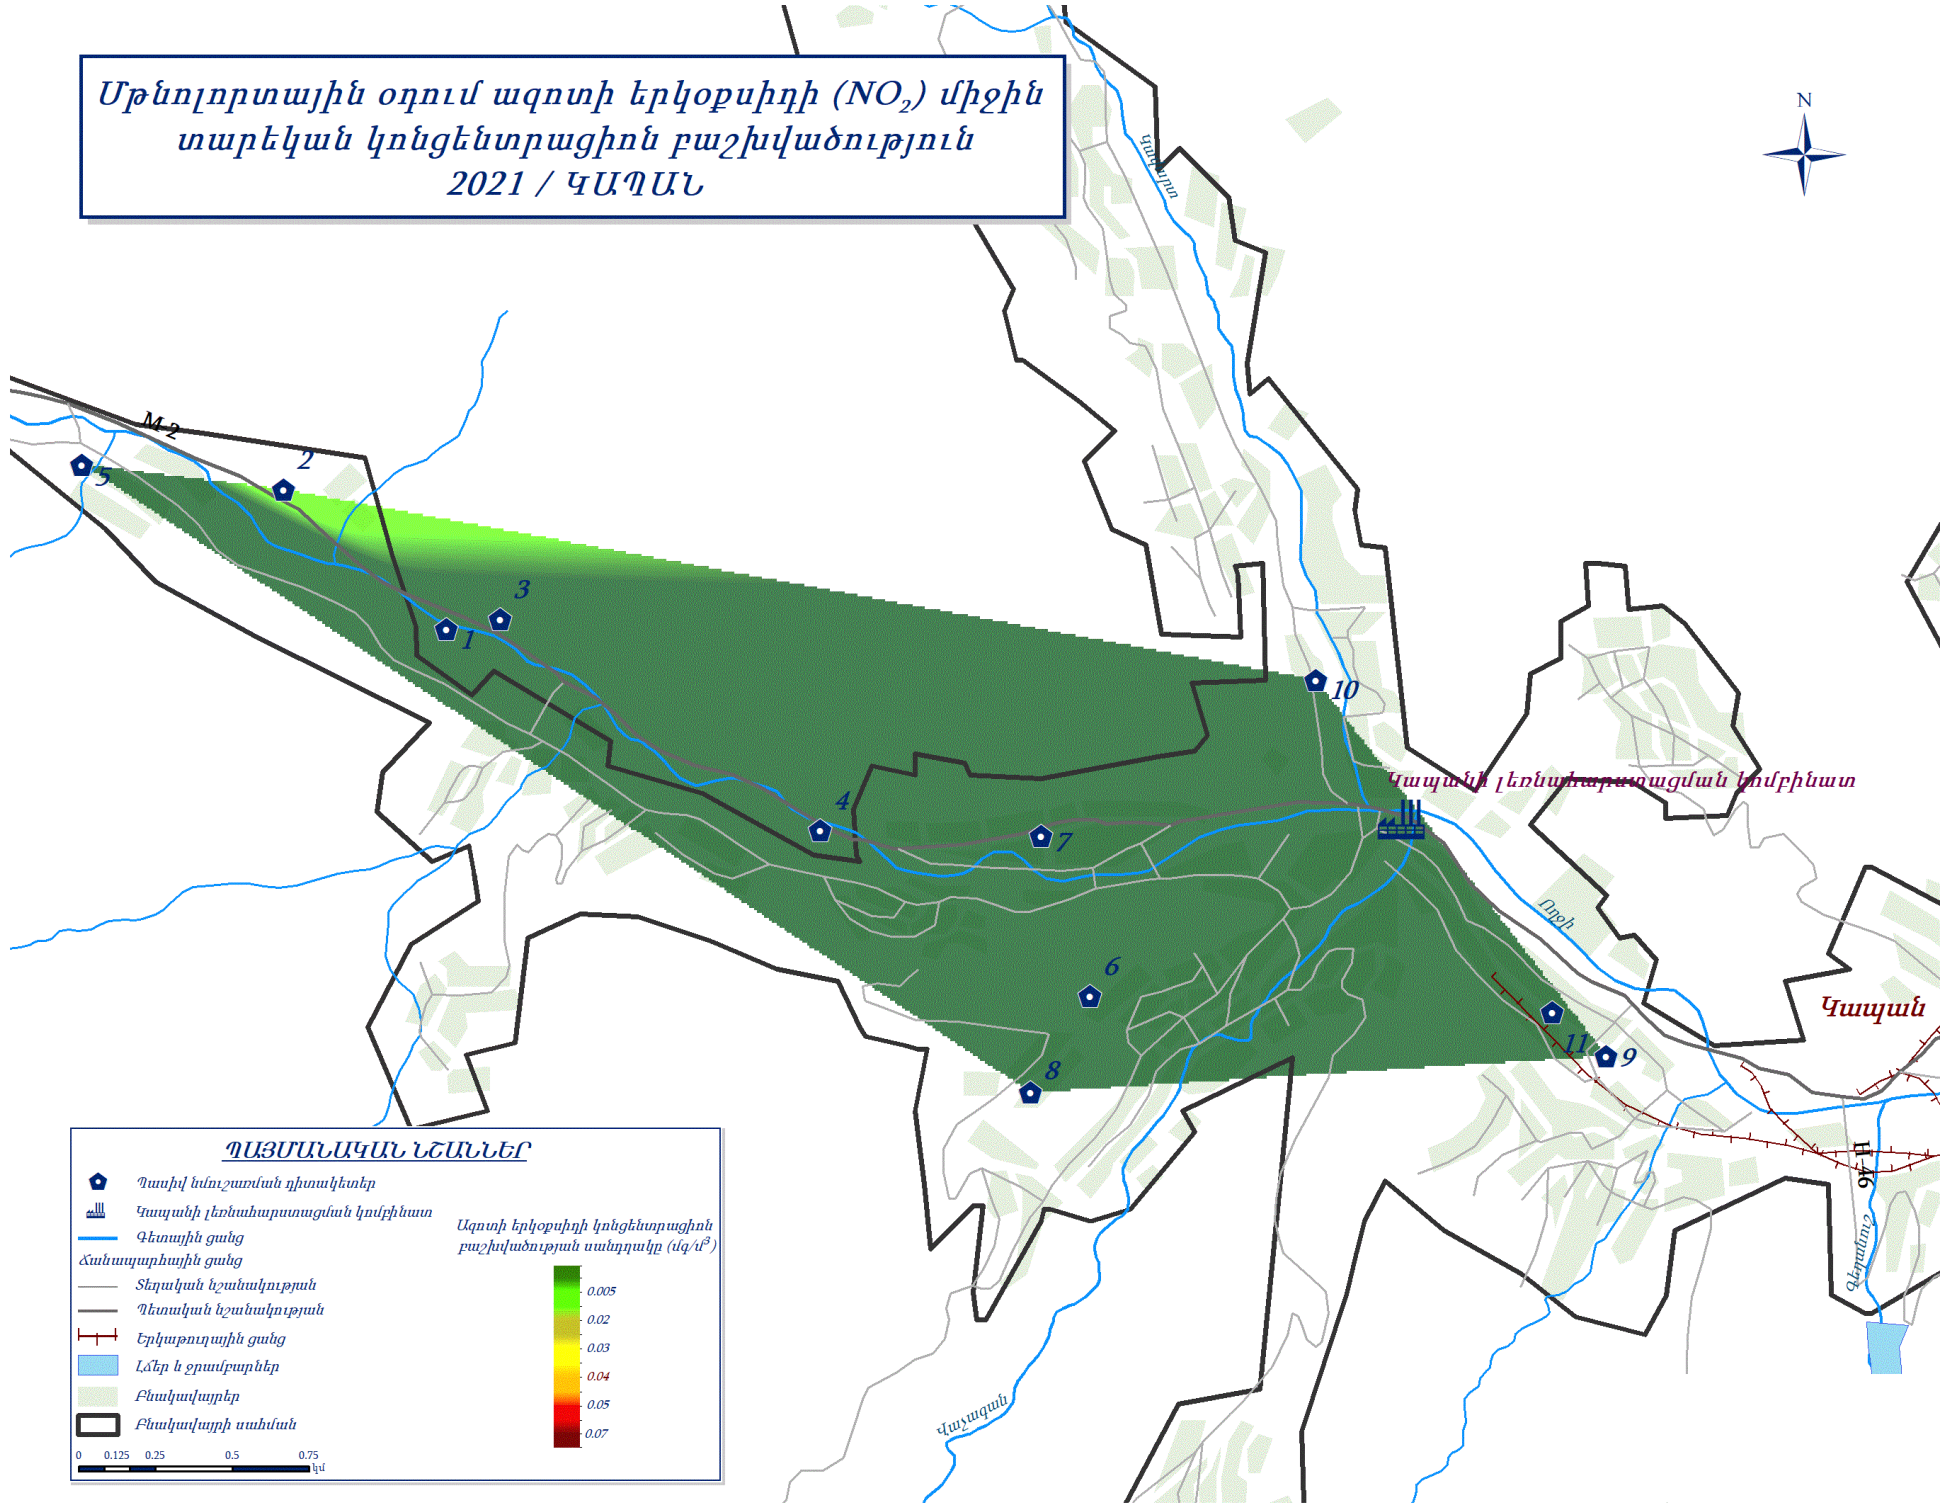 Մթնոլորտային օդում ազոտի երկօքսիդի (NO₂) միջին
տարեկան կոնցենտրացիոն բաշխվածություն
2021 / ԿԱՊԱՆ
N
Կավարտ
M-2
5
2
3
1
10
4
7
Կապանի լեռնահարստացման կոմբինատ
Ողջի
6
Կապան
8
11
9
H-46
Գեղանուշ
Վաչագան
ՊԱՅՄԱՆԱԿԱՆ ՆՇԱՆՆԵՐ
Պասիվ նմուշառման դիտակետեր
Կապանի լեռնահարստացման կոմբինատ
Գետային ցանց
Ճանապարհային ցանց
Տեղական նշանակության
Պետական նշանակության
Երկաթուղային ցանց
Լճեր և ջրամբարներ
Բնակավայրեր
Բնակավայրի սահման
0 0.125 0.25 0.5 0.75
կմ
Ազոտի երկօքսիդի կոնցենտրացիոն
բաշխվածության սանդղակը (մգ/մ³)
0.005
0.02
0.03
0.04
0.05
0.07